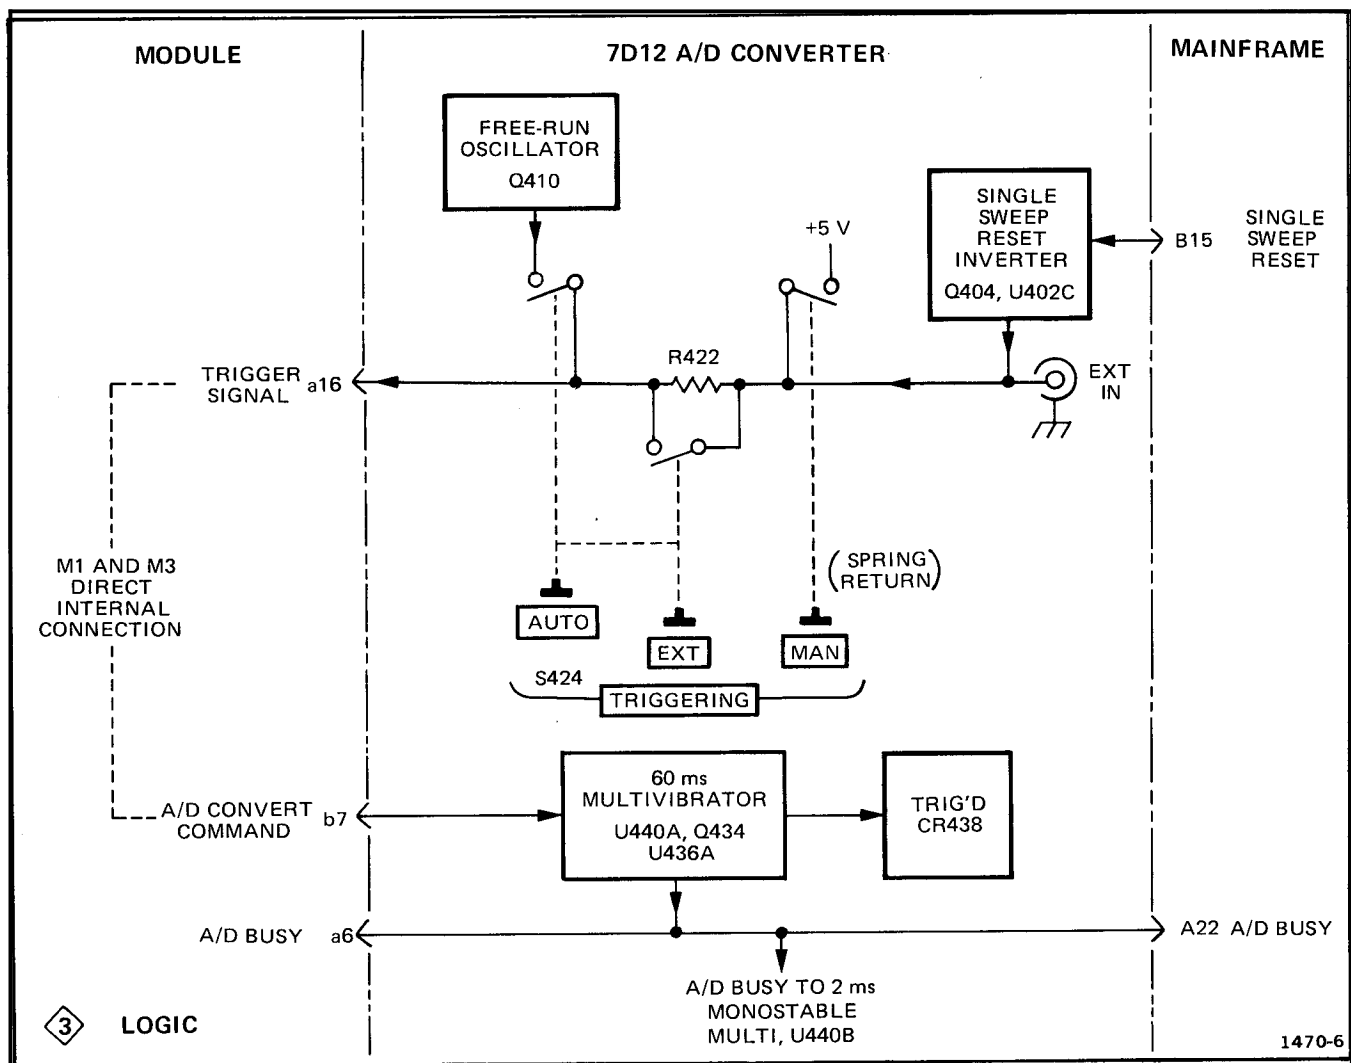 MODULE
7D12 A/D CONVERTER
MAINFRAME
FREE-RUN
OSCILLATOR
Q410
+5 V
SINGLE
SWEEP
RESET
INVERTER
Q404, U402C
B15
SINGLE
SWEEP
RESET
TRIGGER
SIGNAL
a16
R422
EXT
IN
M1 AND M3
DIRECT
INTERNAL
CONNECTION
(SPRING
RETURN)
AUTO
EXT
MAN
S424
TRIGGERING
A/D CONVERT
COMMAND
b7
60 ms
MULTIVIBRATOR
U440A, Q434
U436A
TRIG'D
CR438
A/D BUSY a6
A22 A/D BUSY
A/D BUSY TO 2 ms
MONOSTABLE
MULTI, U440B
3 LOGIC
1470-6